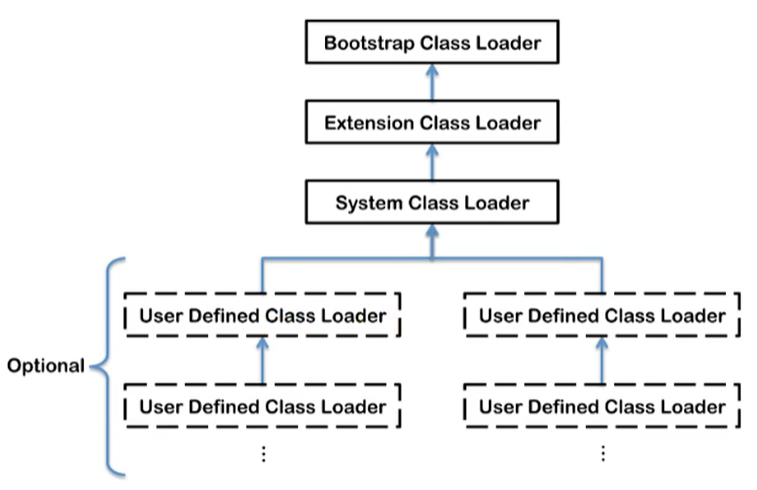 Bootstrap Class Loader
Extension Class Loader
System Class Loader
User Defined Class Loader
User Defined Class Loader
Optional
User Defined Class Loader
User Defined Class Loader